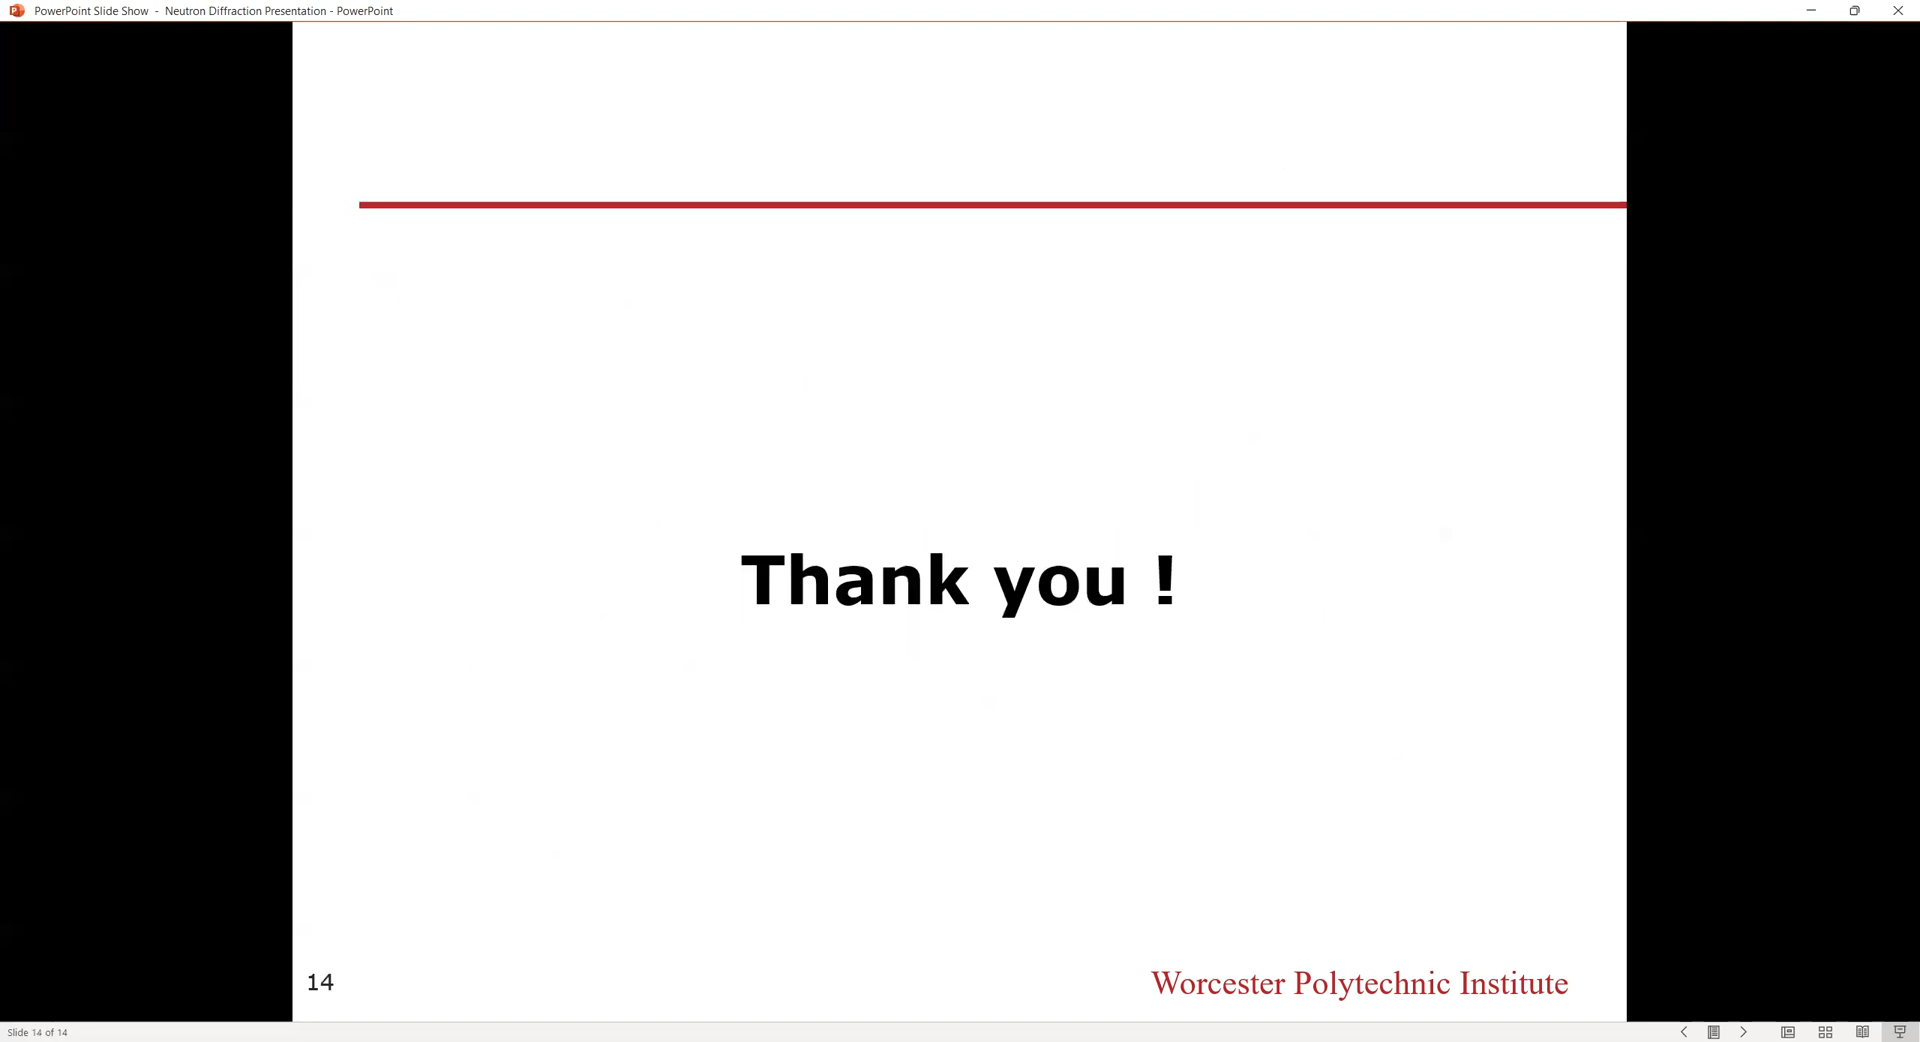 PowerPoint Slide Show - Neutron Diffraction Presentation - PowerPoint
Thank you !
14
Worcester Polytechnic Institute
Slide 14 of 14